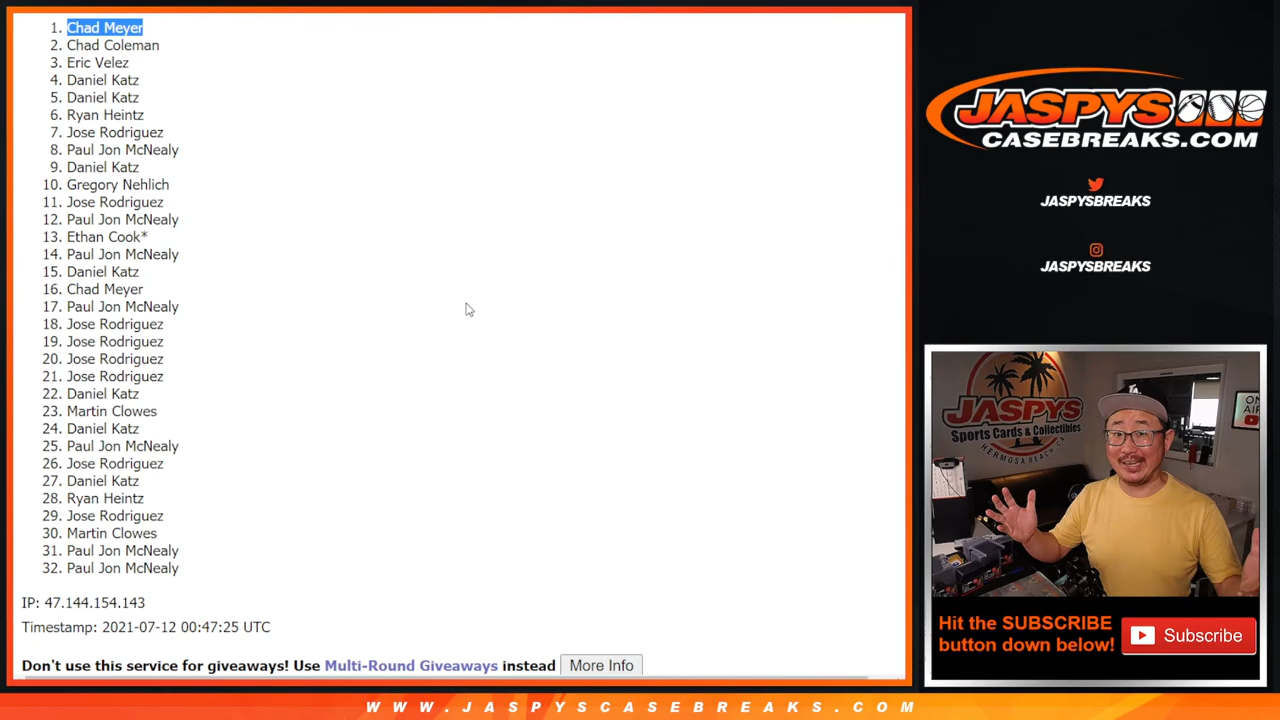 1. Chad Meyer
2. Chad Coleman
3. Eric Velez
4. Daniel Katz
5. Daniel Katz
6. Ryan Heintz
7. Jose Rodriguez
8. Paul Jon McNealy
9. Daniel Katz
10. Gregory Nehlich
11. Jose Rodriguez
12. Paul Jon McNealy
13. Ethan Cook*
14. Paul Jon McNealy
15. Daniel Katz
16. Chad Meyer
17. Paul Jon McNealy
18. Jose Rodriguez
19. Jose Rodriguez
20. Jose Rodriguez
21. Jose Rodriguez
22. Daniel Katz
23. Martin Clowes
24. Daniel Katz
25. Paul Jon McNealy
26. Jose Rodriguez
27. Daniel Katz
28. Ryan Heintz
29. Jose Rodriguez
30. Martin Clowes
31. Paul Jon McNealy
32. Paul Jon McNealy
IP: 47.144.154.143
Timestamp: 2021-07-12 00:47:25 UTC
Don't use this service for giveaways! Use Multi-Round Giveaways instead More Info
JASPYS
CASEBREAKS.COM
JASPYSBREAKS
JASPYSBREAKS
JASPYS
Sports Cards & Collectibles
HERMOSA BEACH, CA
ON
AIR
Hit the SUBSCRIBE
button down below!
Subscribe
WWW.JASPYSCASEBREAKS.COM